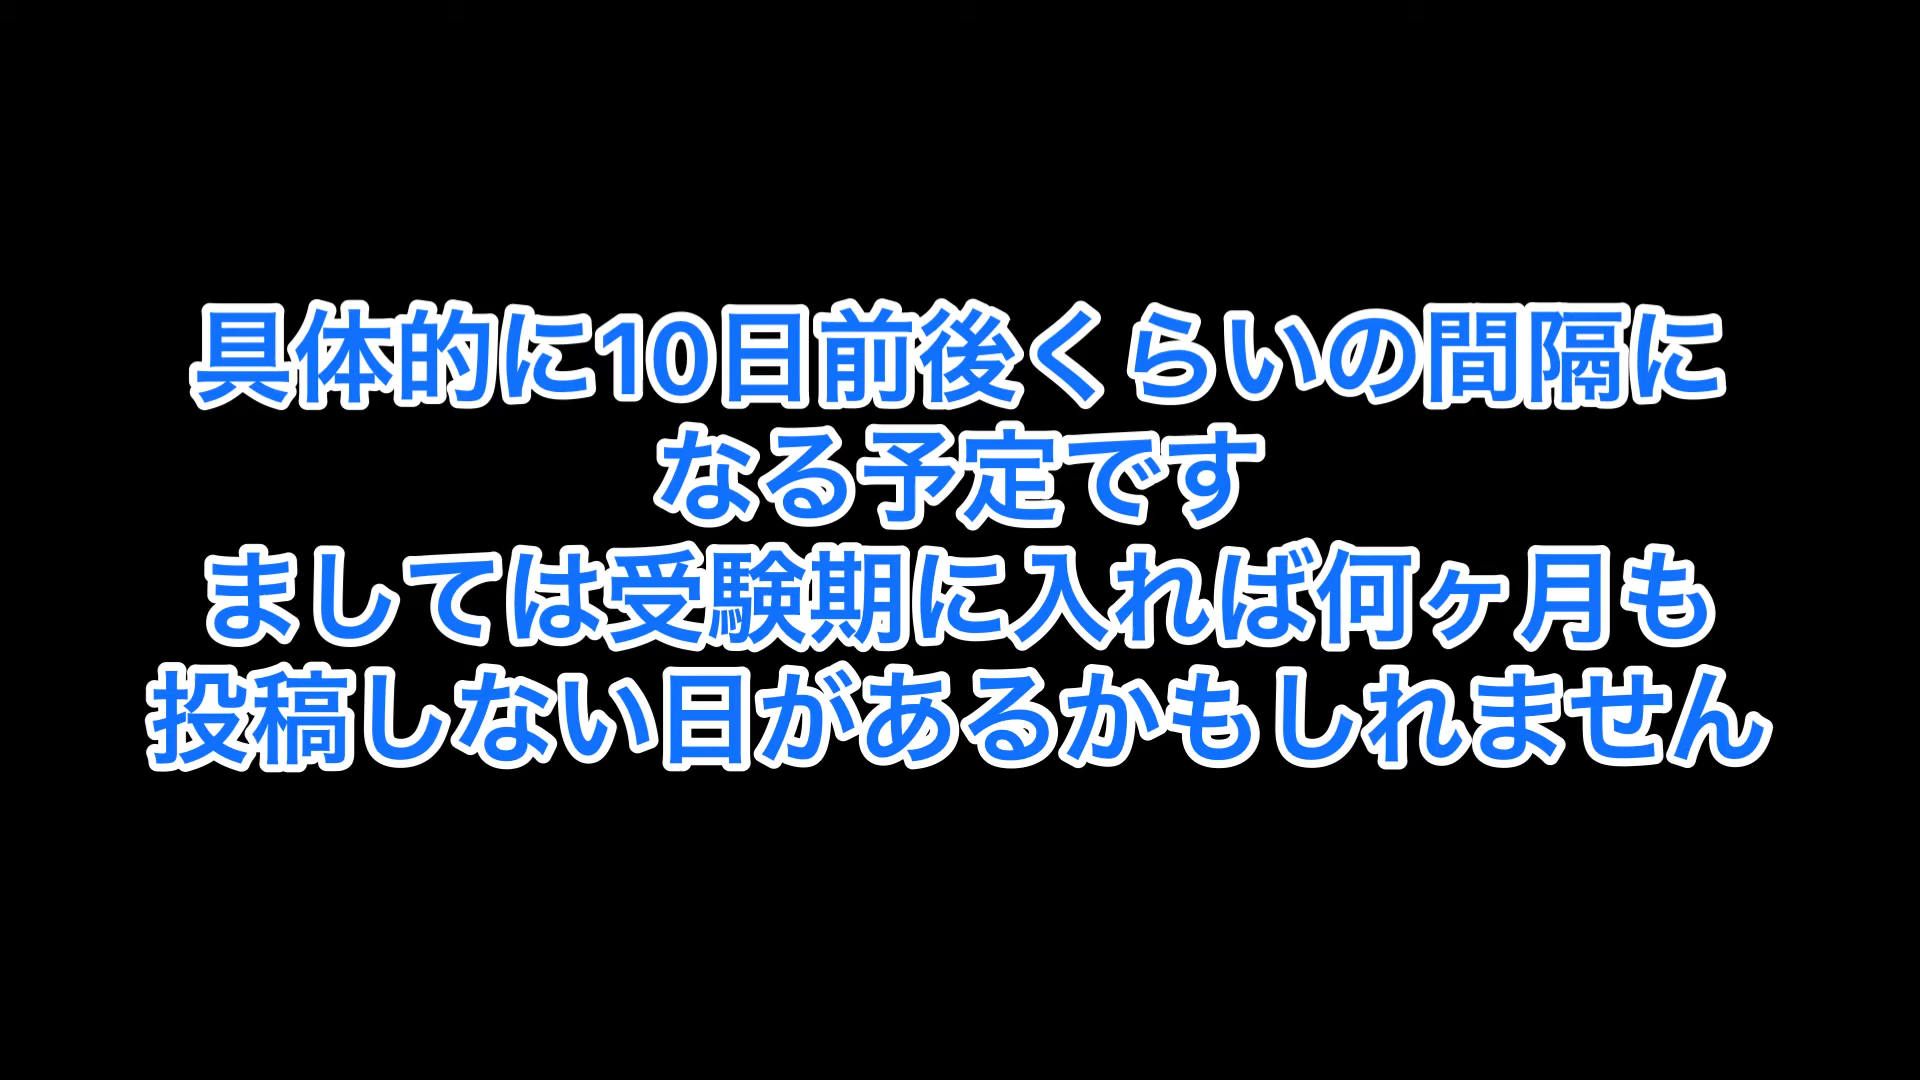 具体的に10日前後くらいの間隔に
なる予定です
ましては受験期に入れば何ヶ月も
投稿しない日があるかもしれません